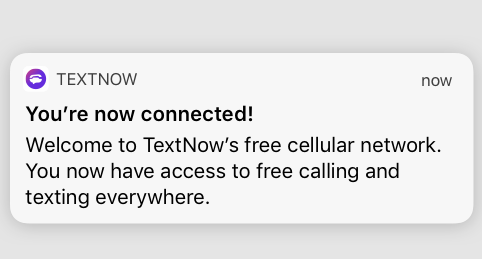 TEXTNOW
now
You’re now connected!
Welcome to TextNow’s free cellular network.
You now have access to free calling and
texting everywhere.